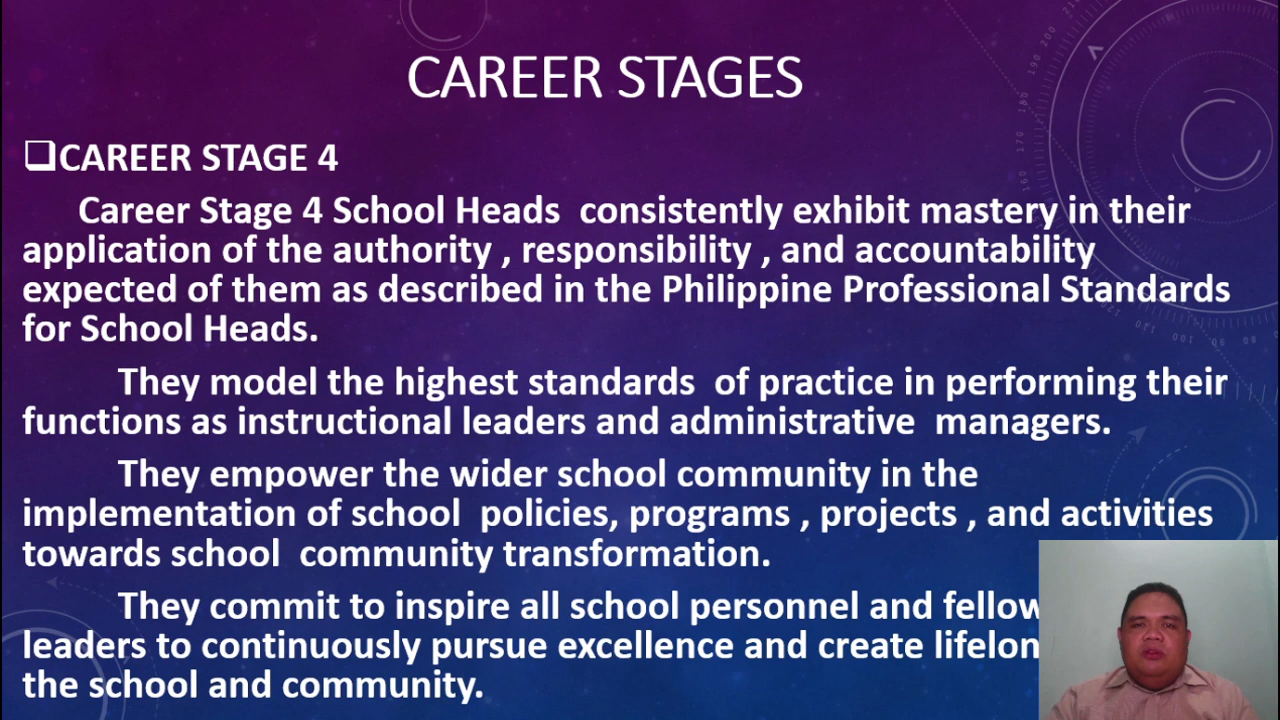 CAREER STAGES
❑CAREER STAGE 4
Career Stage 4 School Heads  consistently exhibit mastery in their
application of the authority , responsibility , and accountability
expected of them as described in the Philippine Professional Standards
for School Heads.
They model the highest standards  of practice in performing their
functions as instructional leaders and administrative  managers.
They empower the wider school community in the
implementation of school  policies, programs , projects , and activities
towards school  community transformation.
They commit to inspire all school personnel and fellow
leaders to continuously pursue excellence and create
the school and community.